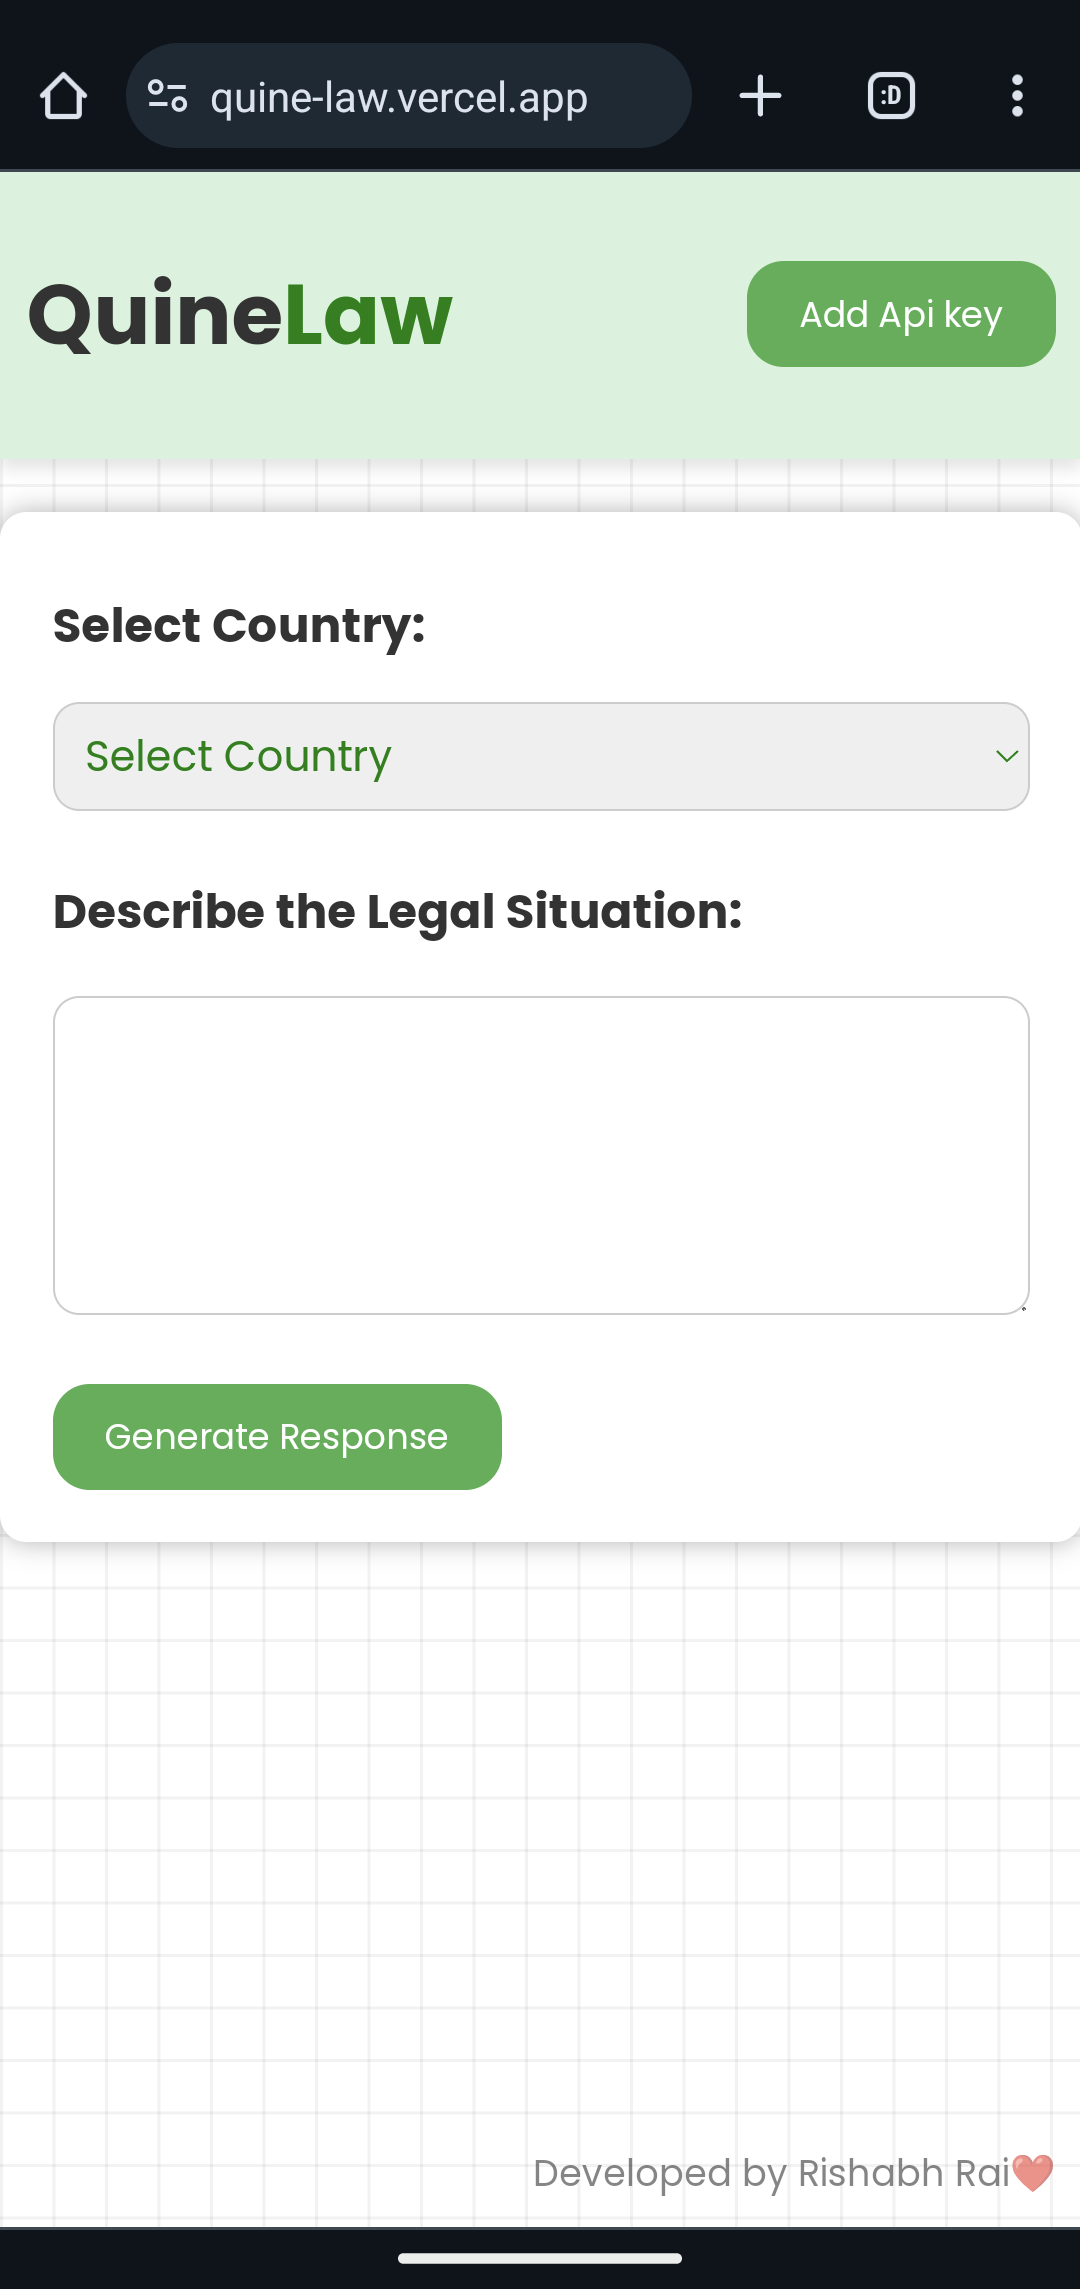 quine-law.vercel.app
:D
QuineLaw
Add Api key
Select Country:
Select Country
Describe the Legal Situation:
Generate Response
Developed by Rishabh Rai❤️